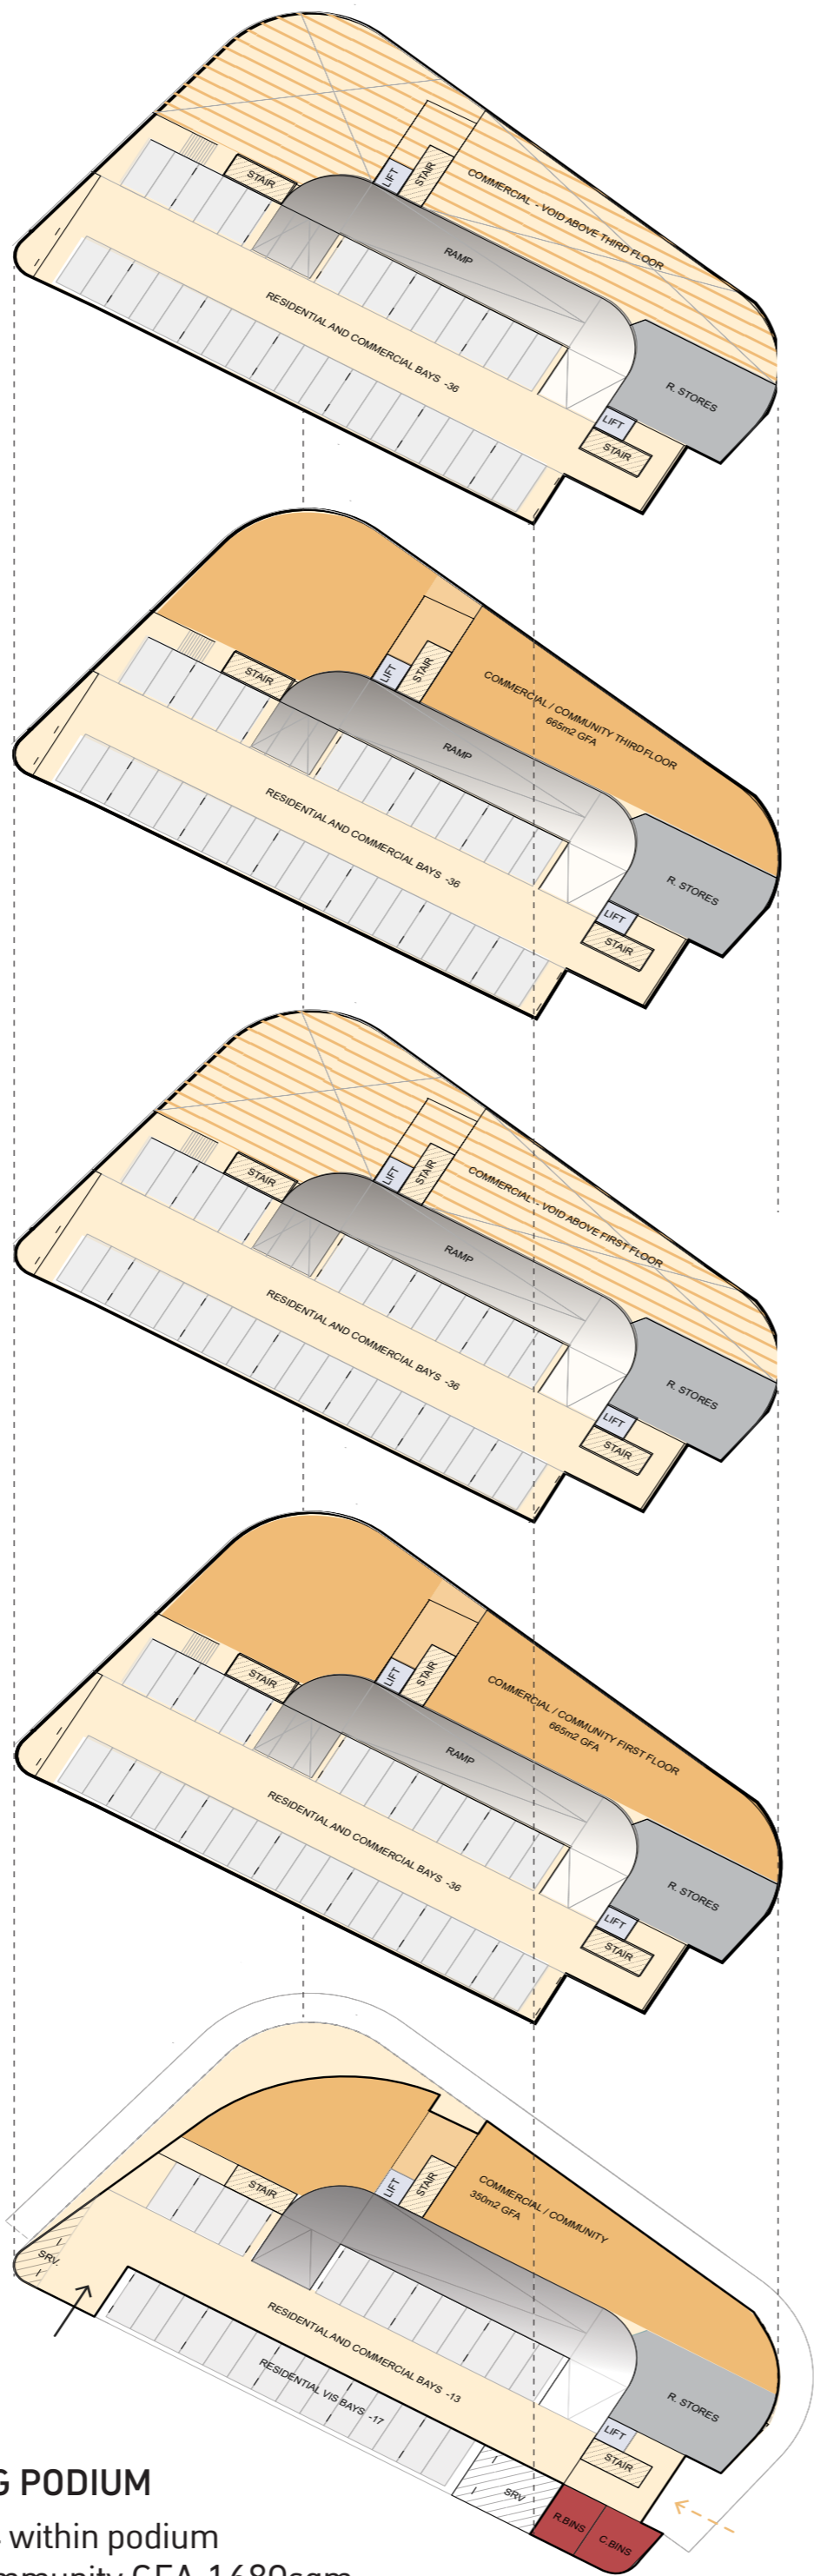 STAIR
LIFT
STAIR
COMMERCIAL - VOID ABOVE THIRD FLOOR
RAMP
RESIDENTIAL AND COMMERCIAL BAYS -36
R. STORES
LIFT
STAIR
STAIR
LIFT
STAIR
COMMERCIAL / COMMUNITY THIRD FLOOR
665m2 GFA
RAMP
RESIDENTIAL AND COMMERCIAL BAYS -36
R. STORES
LIFT
STAIR
STAIR
LIFT
STAIR
COMMERCIAL - VOID ABOVE FIRST FLOOR
RAMP
RESIDENTIAL AND COMMERCIAL BAYS -36
R. STORES
LIFT
STAIR
STAIR
LIFT
STAIR
COMMERCIAL / COMMUNITY FIRST FLOOR
665m2 GFA
RAMP
RESIDENTIAL AND COMMERCIAL BAYS -36
R. STORES
LIFT
STAIR
STAIR
LIFT
STAIR
COMMERCIAL / COMMUNITY
350m2 GFA
SRV.
RESIDENTIAL AND COMMERCIAL BAYS -13
RESIDENTIAL VIS BAYS -17
R. STORES
LIFT
STAIR
SRV
R.BINS
C.BINS
G PODIUM
within podium
mmunity GFA 1680sqm